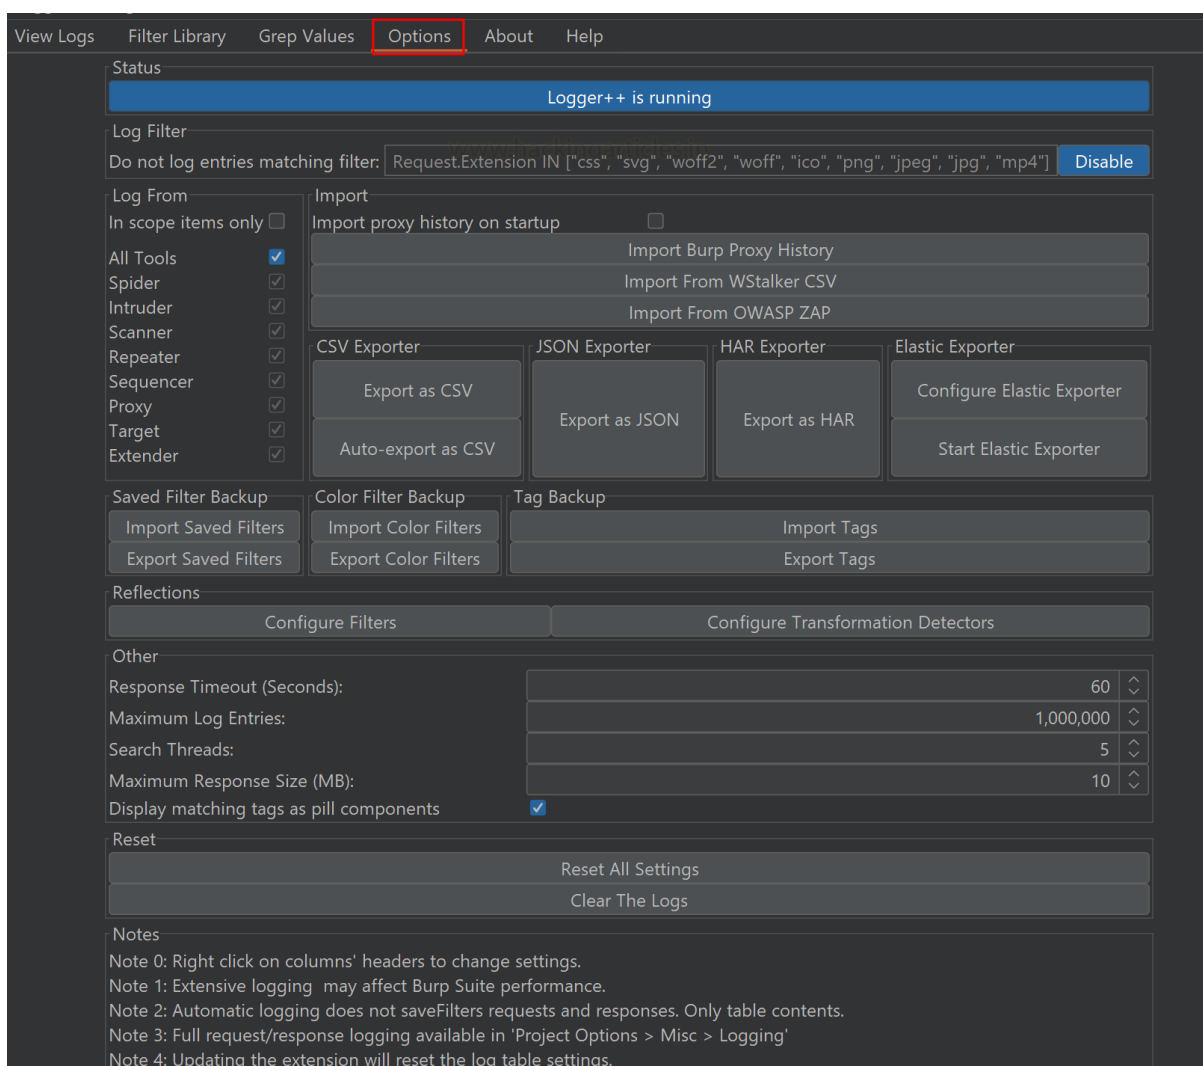 View Logs Filter Library Grep Values Options About Help
Status
Logger++ is running
Log Filter
Do not log entries matching filter: Request.Extension IN ["css", "svg", "woff2", "woff", "ico", "png", "jpeg", "jpg", "mp4"] Disable
Log From Import
In scope items only Import proxy history on startup
Import Burp Proxy History
All Tools
Import From WStalker CSV
Spider
Intruder
Import From OWASP ZAP
Scanner
CSV Exporter JSON Exporter HAR Exporter Elastic Exporter
Repeater
Sequencer
Export as CSV Configure Elastic Exporter
Proxy
Export as JSON Export as HAR
Target
Auto-export as CSV Start Elastic Exporter
Extender
Saved Filter Backup Color Filter Backup Tag Backup
Import Saved Filters Import Color Filters Import Tags
Export Saved Filters Export Color Filters Export Tags
Reflections
Configure Filters Configure Transformation Detectors
Other
Response Timeout (Seconds): 60
Maximum Log Entries: 1,000,000
Search Threads: 5
Maximum Response Size (MB): 10
Display matching tags as pill components
Reset
Reset All Settings
Clear The Logs
Notes
Note 0: Right click on columns' headers to change settings.
Note 1: Extensive logging  may affect Burp Suite performance.
Note 2: Automatic logging does not saveFilters requests and responses. Only table contents.
Note 3: Full request/response logging available in 'Project Options > Misc > Logging'
Note 4: Updating the extension will reset the log table settings.